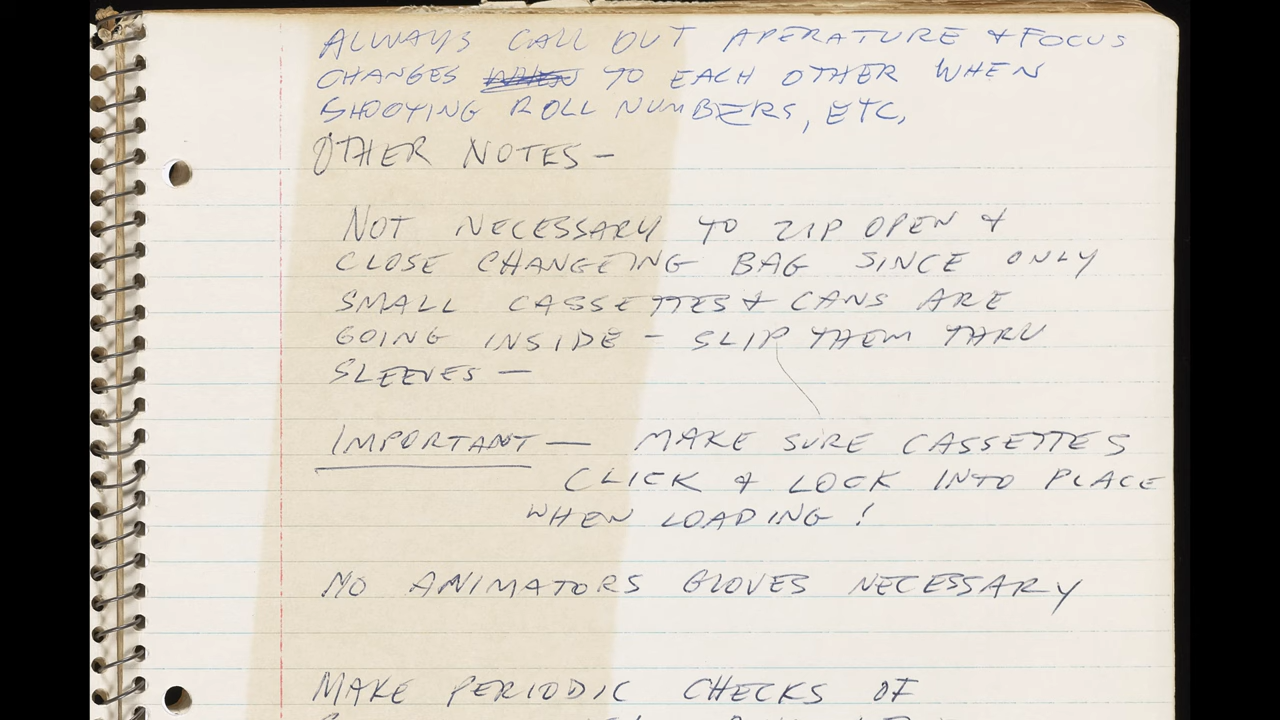 ALWAYS CALL OUT APERATURE & FOCUS
CHANGES WHEN TO EACH OTHER WHEN
SHOOTING ROLL NUMBERS, ETC,
OTHER NOTES—
NOT NECESSARY TO ZIP OPEN &
CLOSE CHANGEING BAG SINCE ONLY
SMALL CASSETTES & CANS ARE
GOING INSIDE — SLIP THEM THRU
SLEEVES —
IMPORTANT — MAKE SURE CASSETTES
CLICK & LOCK INTO PLACE
WHEN LOADING!
NO ANIMATORS GLOVES NECESSARY
MAKE PERIODIC CHECKS OF